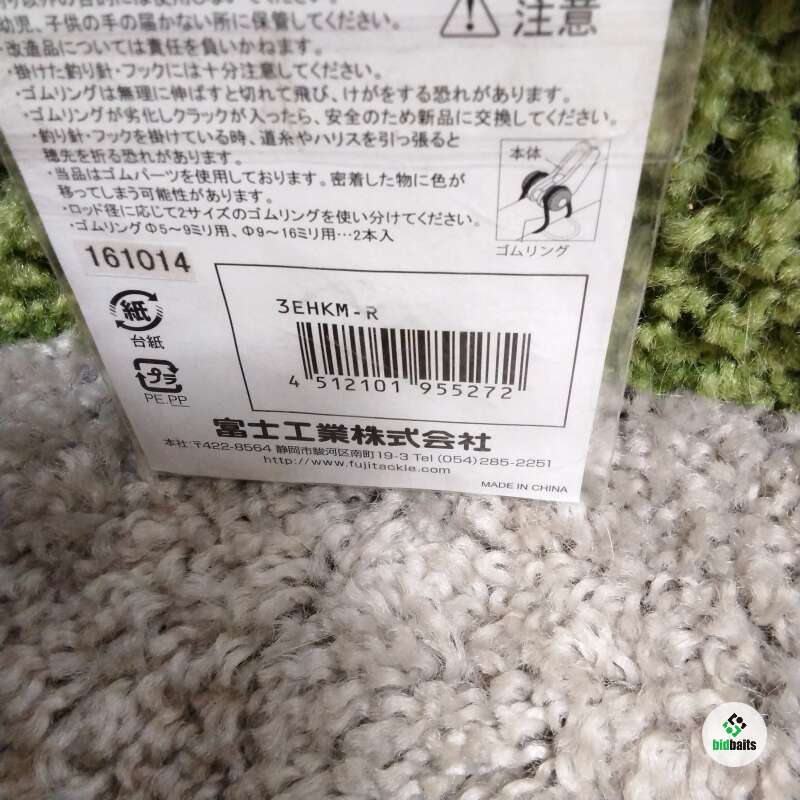 幼児、子供の手の届かない所に保管してください。
⚠注意
・改造品については責任を負いかねます。
・掛けた釣り針・フックには十分注意してください。
・ゴムリングは無理に伸ばすと切れて飛び、けがをする恐れがあります。
・ゴムリングが劣化しクラックが入ったら、安全のため新品に交換してください。
・釣り針・フックを掛けている時、道糸やハリスを引っ張ると
穂先を折る恐れがあります。
・当品はゴムパーツを使用しております。密着した物に色が
移ってしまう可能性があります。
・ロッド径に応じて2サイズのゴムリングを使い分けてください。
・ゴムリングΦ5〜9ミリ用、Φ9〜16ミリ用…2本入
本体
ゴムリング
161014
紙
台紙
プラ
PE.PP
3EHKM-R
4 512101 955272
富士工業株式会社
本社:〒422-8564 静岡市駿河区南町19-3 Tel (054)285-2251
http://www.fujitackle.com
MADE IN CHINA
bidbaits